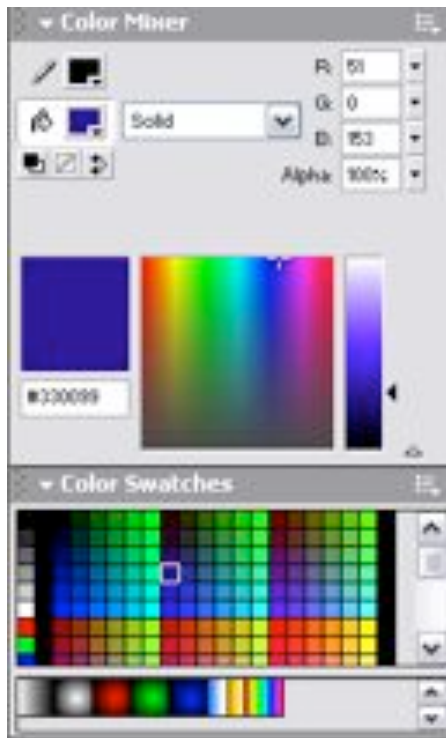 Color Mixer
R: 51
G: 0
Solid
B: 153
Alpha: 100%
#330099
Color Swatches